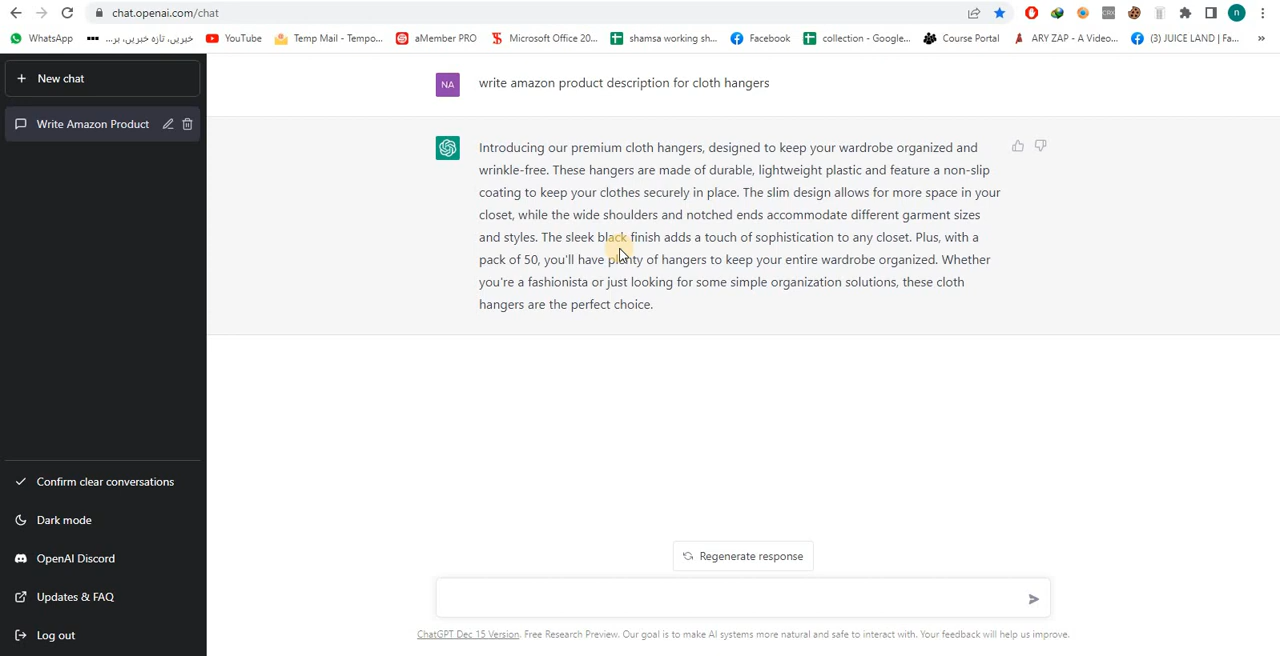 chat.openai.com/chat
WhatsApp
خبریں، تازہ خبریں، بر...
YouTube
Temp Mail - Tempo...
aMember PRO
Microsoft Office 20...
shamsa working sh...
Facebook
collection - Google...
Course Portal
ARY ZAP - A Video...
(3) JUICE LAND | Fa...
»
CRX
n
+ New chat
Write Amazon Product
NA
write amazon product description for cloth hangers
Introducing our premium cloth hangers, designed to keep your wardrobe organized and
wrinkle-free. These hangers are made of durable, lightweight plastic and feature a non-slip
coating to keep your clothes securely in place. The slim design allows for more space in your
closet, while the wide shoulders and notched ends accommodate different garment sizes
and styles. The sleek black finish adds a touch of sophistication to any closet. Plus, with a
pack of 50, you'll have plenty of hangers to keep your entire wardrobe organized. Whether
you're a fashionista or just looking for some simple organization solutions, these cloth
hangers are the perfect choice.
Confirm clear conversations
Dark mode
OpenAI Discord
Updates & FAQ
Log out
Regenerate response
ChatGPT Dec 15 Version. Free Research Preview. Our goal is to make AI systems more natural and safe to interact with. Your feedback will help us improve.